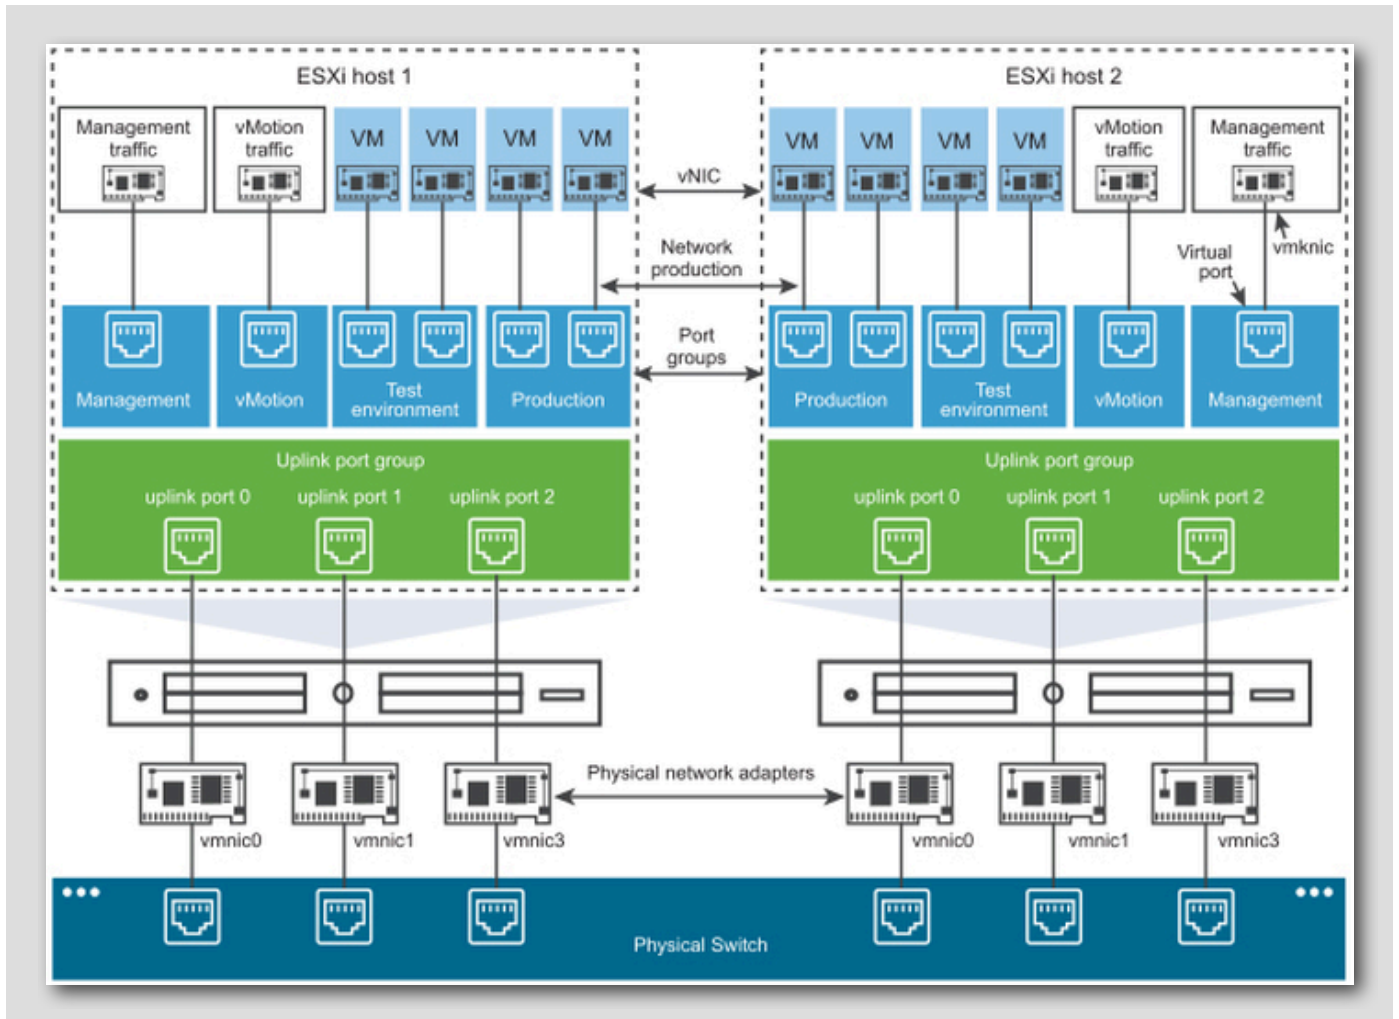 ESXi host 1
ESXi host 2
Management
traffic
vMotion
traffic
VM
VM
VM
VM
vNIC
VM
VM
VM
VM
vMotion
traffic
Management
traffic
Network
production
Virtual
port
vmknic
Port
groups
Management
vMotion
Test
environment
Production
Production
Test
environment
vMotion
Management
Uplink port group
uplink port 0
uplink port 1
uplink port 2
Uplink port group
uplink port 0
uplink port 1
uplink port 2
Physical network adapters
vmnic0
vmnic1
vmnic3
vmnic0
vmnic1
vmnic3
Physical Switch